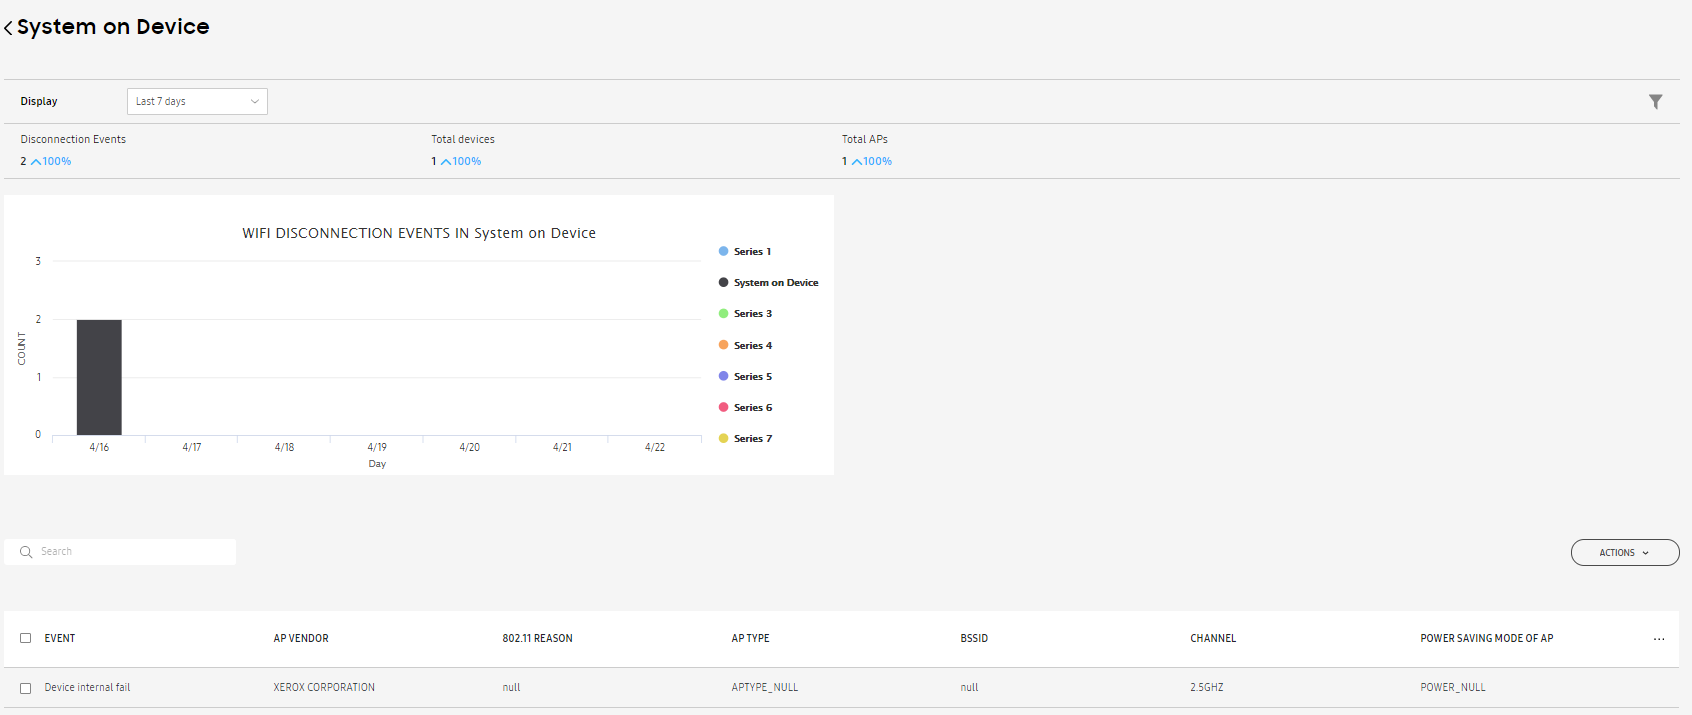 System on Device
Display
Last 7 days
Disconnection Events
Total devices
Total APs
2 100%
1 100%
1 100%
WIFI DISCONNECTION EVENTS IN System on Device
3
2
1
0
COUNT
4/16
4/17
4/18
4/19
4/20
4/21
4/22
Day
Series 1
System on Device
Series 3
Series 4
Series 5
Series 6
Series 7
Search
ACTIONS
EVENT AP VENDOR 802.11 REASON AP TYPE BSSID CHANNEL POWER SAVING MODE OF AP ...
Device internal fail XEROX CORPORATION null APTYPE_NULL null 2.5GHZ POWER_NULL